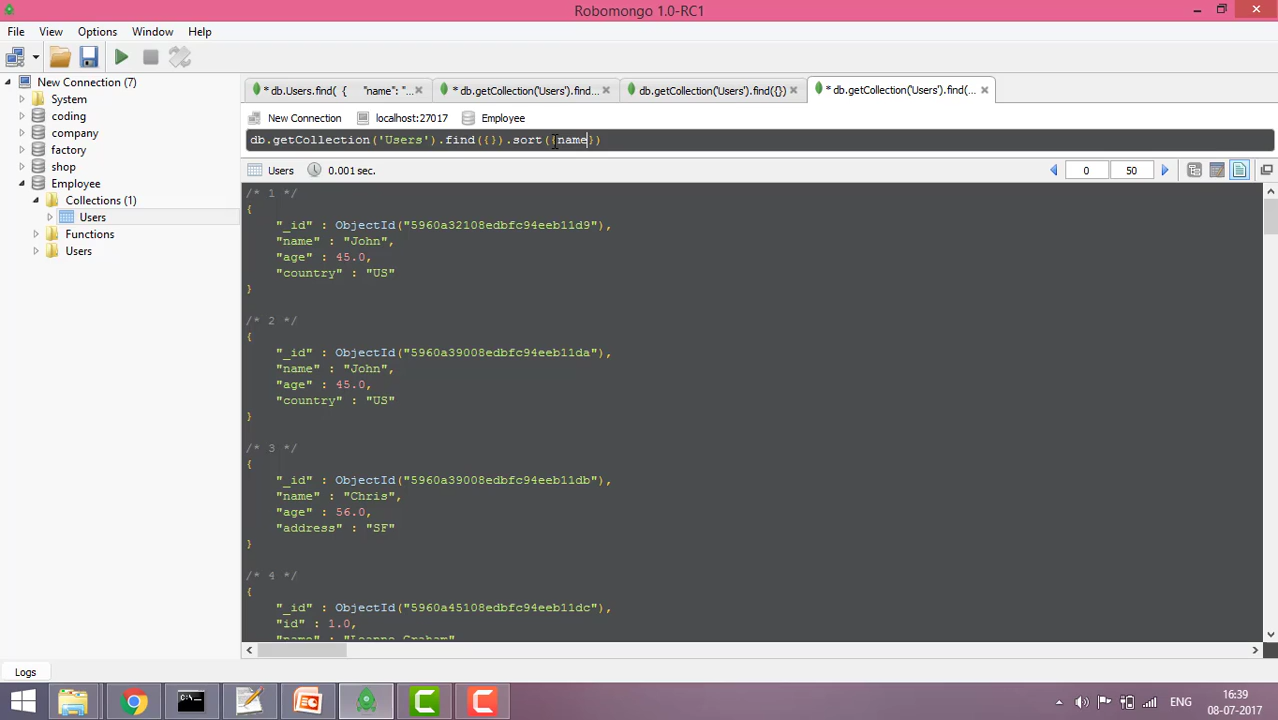 Robomongo 1.0-RC1
File View Options Window Help
New Connection (7)
System
coding
company
factory
shop
Employee
Collections (1)
Users
Functions
Users
* db.Users.find( { "name": "...
* db.getCollection('Users').find...
db.getCollection('Users').find({})
* db.getCollection('Users').find(...
New Connection localhost:27017 Employee
db.getCollection('Users').find({}).sort({name})
Users 0.001 sec. 0 50
/* 1 */
{
"_id" : ObjectId("5960a32108edbfc94eeb11d9"),
"name" : "John",
"age" : 45.0,
"country" : "US"
}
/* 2 */
{
"_id" : ObjectId("5960a39008edbfc94eeb11da"),
"name" : "John",
"age" : 45.0,
"country" : "US"
}
/* 3 */
{
"_id" : ObjectId("5960a39008edbfc94eeb11db"),
"name" : "Chris",
"age" : 56.0,
"address" : "SF"
}
/* 4 */
{
"_id" : ObjectId("5960a45108edbfc94eeb11dc"),
"id" : 1.0,
"name" : "Leanne Graham"
Logs
ENG
16:39
08-07-2017